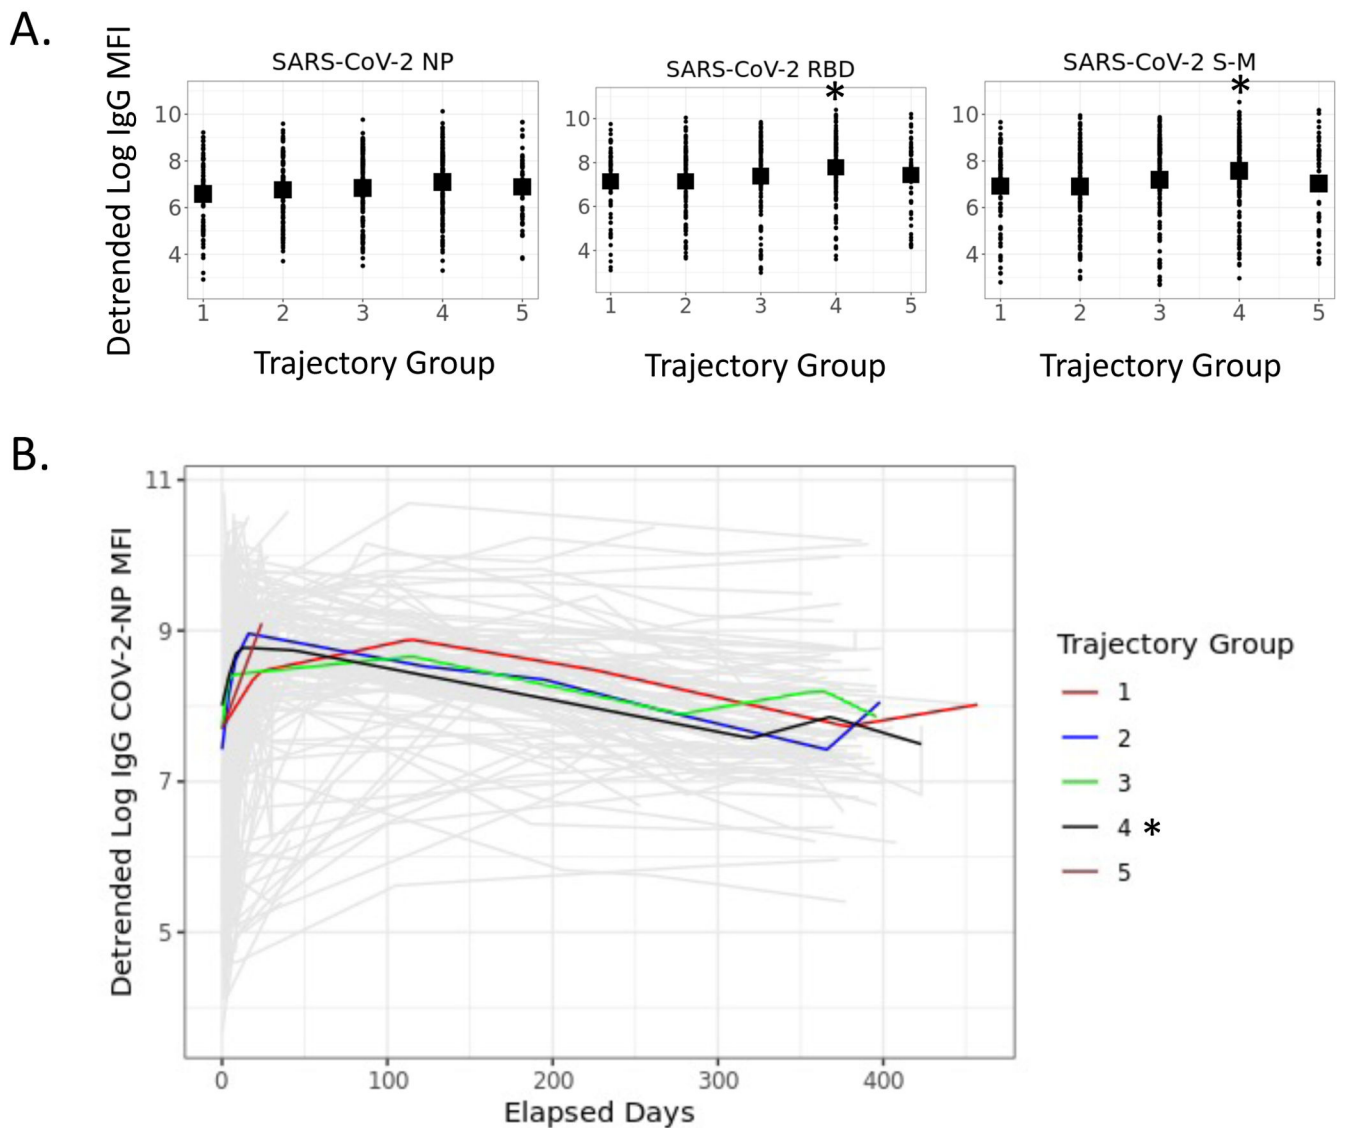 A.
Detrended Log IgG MFI
SARS-CoV-2 NP
10
8
6
4
1 2 3 4 5
Trajectory Group
SARS-CoV-2 RBD
*
10
8
6
4
1 2 3 4 5
Trajectory Group
SARS-CoV-2 S-M
*
10
8
6
4
1 2 3 4 5
Trajectory Group
B.
Detrended Log IgG COV-2-NP MFI
11
9
7
5
0 100 200 300 400
Elapsed Days
Trajectory Group
1
2
3
4 *
5